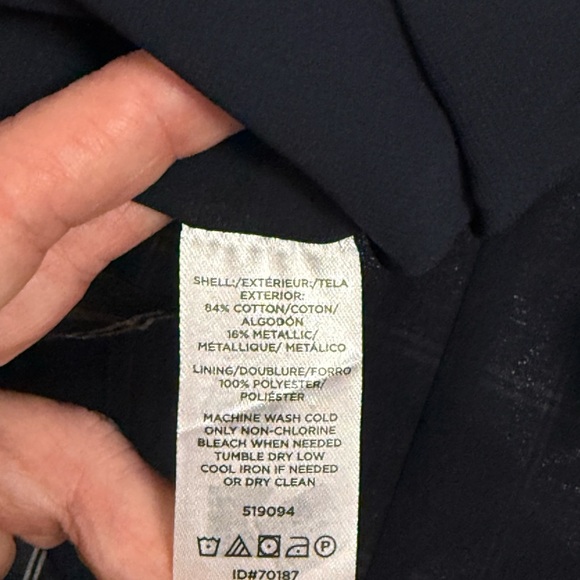 SHELL:/EXTÉRIEUR:/TELA
EXTERIOR:
84% COTTON/COTON/
ALGODÓN
16% METALLIC/
MÉTALLIQUE/ METÁLICO
LINING/DOUBLURE/FORRO
100% POLYESTER/
POLIÉSTER
MACHINE WASH COLD
ONLY NON-CHLORINE
BLEACH WHEN NEEDED
TUMBLE DRY LOW
COOL IRON IF NEEDED
OR DRY CLEAN
519094
P
ID#70187